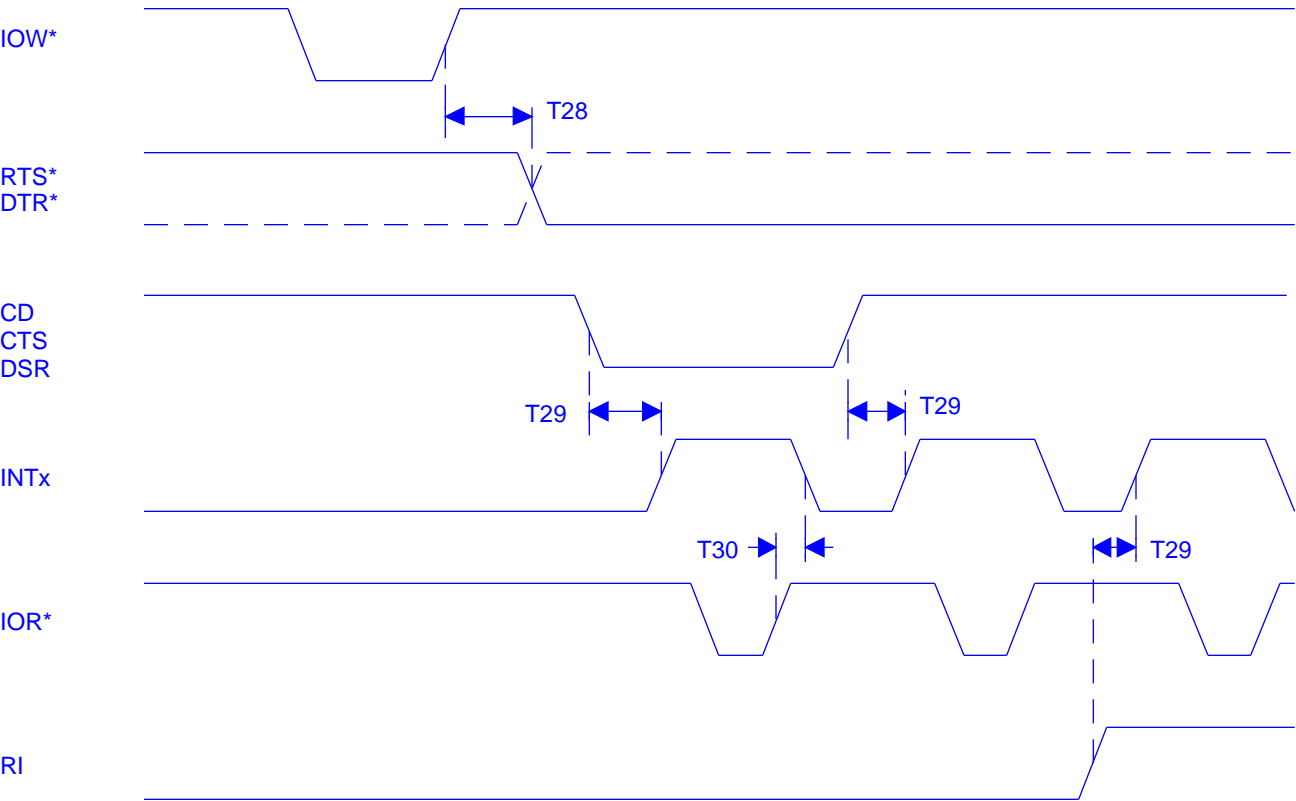 IOW*
T28
RTS*
DTR*
CD
CTS
DSR
T29
T29
INTx
T30
T29
IOR*
RI